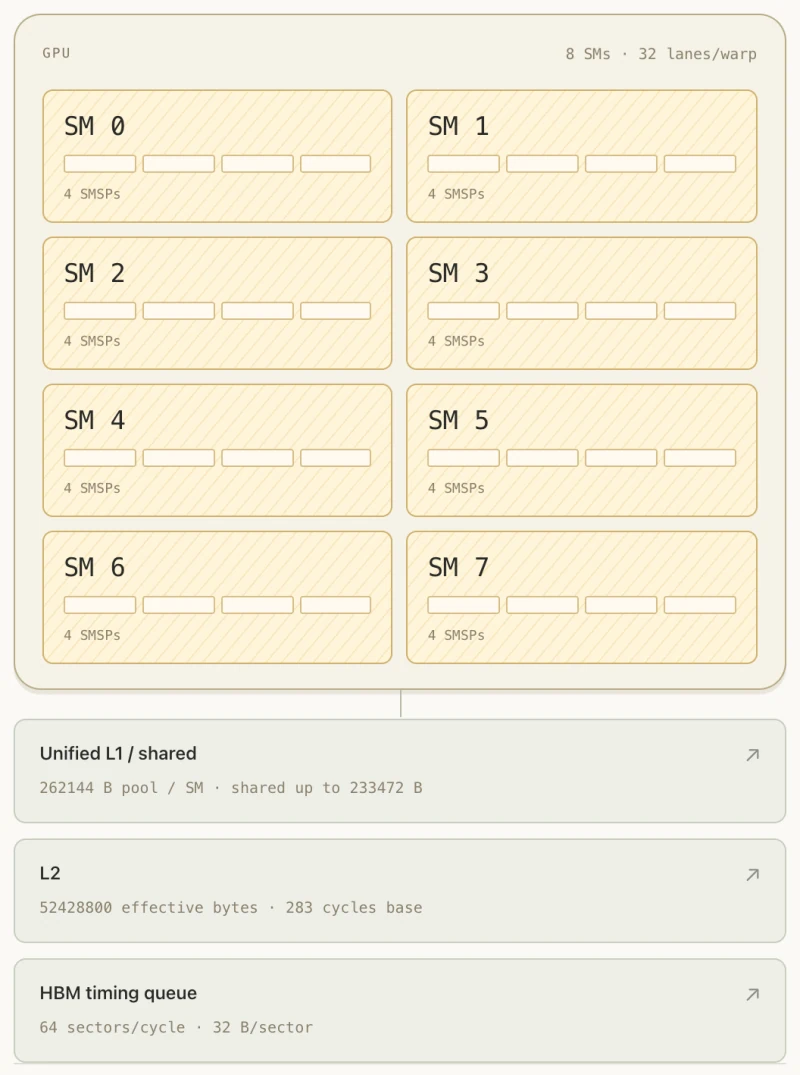 GPU 8 SMs · 32 lanes/warp
SM 0
4 SMSPs
SM 1
4 SMSPs
SM 2
4 SMSPs
SM 3
4 SMSPs
SM 4
4 SMSPs
SM 5
4 SMSPs
SM 6
4 SMSPs
SM 7
4 SMSPs
Unified L1 / shared
262144 B pool / SM · shared up to 233472 B
L2
52428800 effective bytes · 283 cycles base
HBM timing queue
64 sectors/cycle · 32 B/sector